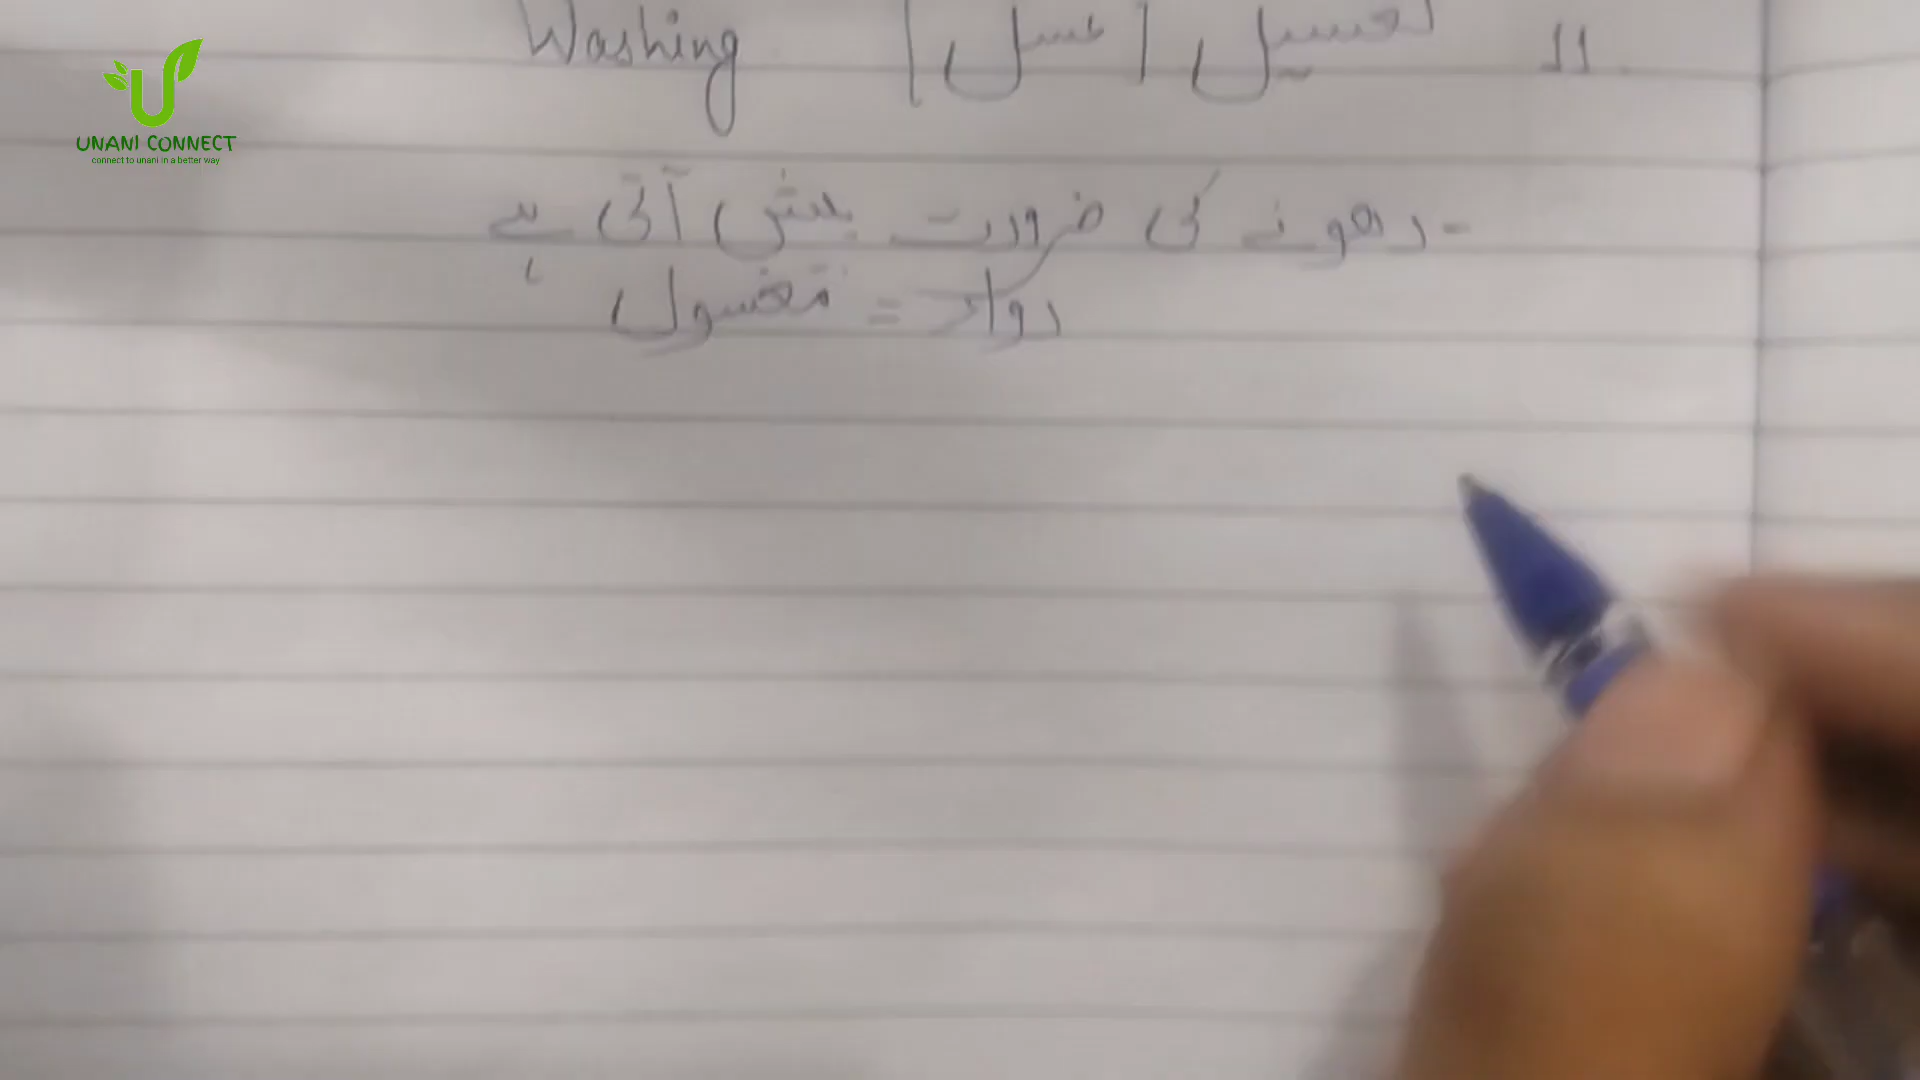 UNANI CONNECT
connect to unani in a better way
11. تغسیل / غسل / Washing
- دھونے کی ضرورت پیش آتی ہے
دواء = مغسول